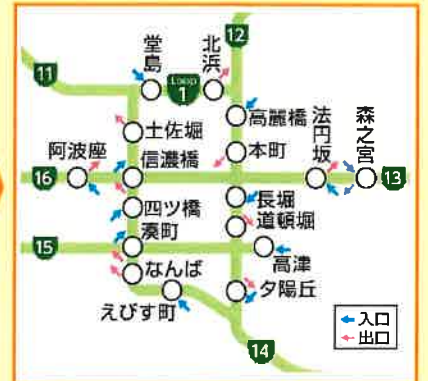 12
堂島
北浜
11
Loop
1
高麗橋
法円坂
森之宮
土佐堀
阿波座
信濃橋
本町
16
13
四ツ橋
長堀
湊町
道頓堀
15
高津
なんば
夕陽丘
えびす町
入口
出口
14